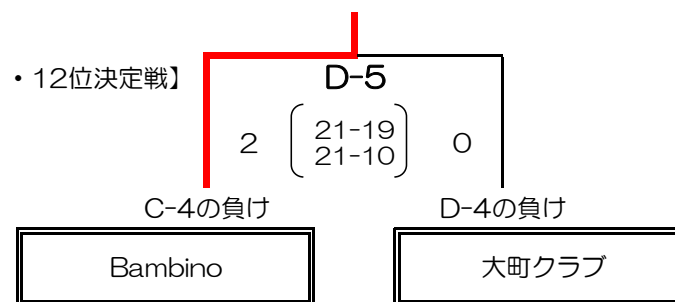 ・12位決定戦】
D-5
2 21-19 0
21-10
C-4の負け D-4の負け
Bambino 大町クラブ